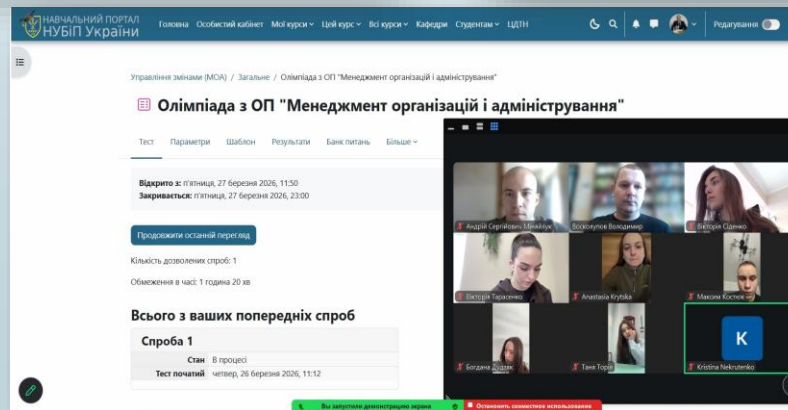 НАВЧАЛЬНИЙ ПОРТАЛ
НУБіП України
Головна Особистий кабінет Мої курси Цей курс Всі курси Кафедри Студентам ЦДТН
Редагування
Управління змінами (МОА) / Загальне / Олімпіада з ОП "Менеджмент організацій і адміністрування"
Олімпіада з ОП "Менеджмент організацій і адміністрування"
Тест Параметри Шаблон Результати Банк питань Більше
Відкрито з: п'ятниця, 27 березня 2026, 11:50
Закривається: п'ятниця, 27 березня 2026, 23:00
Продовжити останній перегляд
Кількість дозволених спроб: 1
Обмеження в часі: 1 година 20 хв
Всього з ваших попередніх спроб
Спроба 1
Стан В процесі
Тест початий четвер, 26 березня 2026, 11:12
Андрій Сергійович Міняйлук
Восколупов Володимир
Вікторія Сіденко
Вікторія Тарасенко
Anastasia Krytska
Максим Костюк
Богдана Дудзяк
Таня Торія
K
Kristina Nekrutenko
Вы запустили демонстрацию экрана
Остановить совместное использование